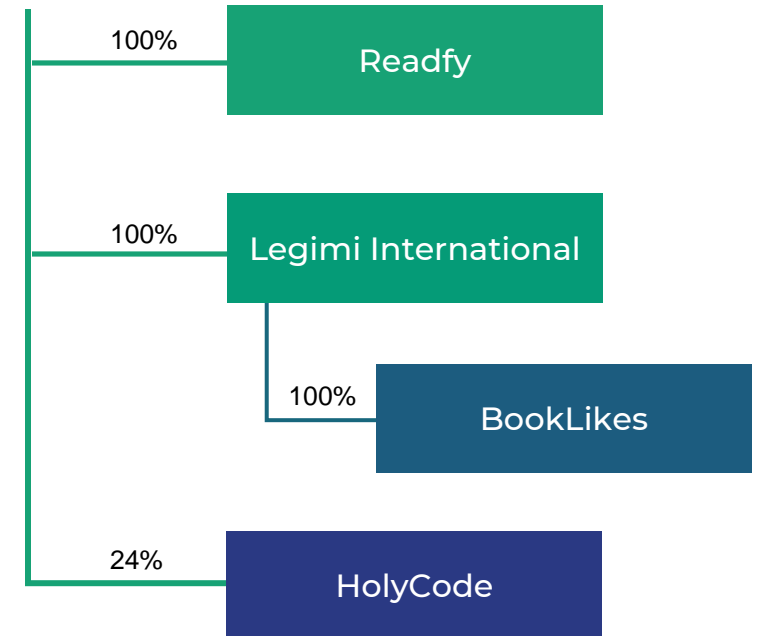 100%
Readfy
100%
Legimi International
100%
BookLikes
24%
HolyCode